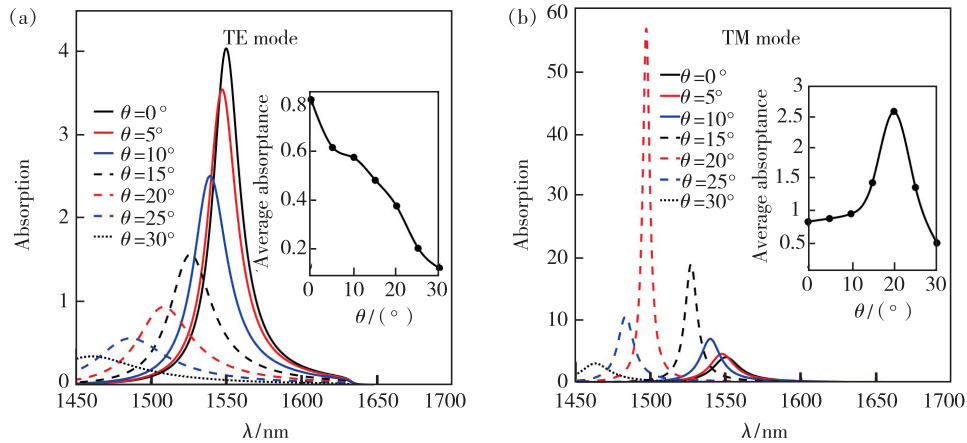 (a)
TE mode
Absorption
4
3
2
1
0
θ=0°
θ=5°
θ=10°
θ=15°
θ=20°
θ=25°
θ=30°
Average absorptance
0.8
0.6
0.4
0.2
0 10 20 30
θ/(°)
1450 1500 1550 1600 1650 1700
λ/nm
(b)
TM mode
Absorption
60
50
40
30
20
10
0
θ=0°
θ=5°
θ=10°
θ=15°
θ=20°
θ=25°
θ=30°
Average absorptance
3
2.5
2
1.5
1
0.5
0 10 20 30
θ/(°)
1450 1500 1550 1600 1650 1700
λ/nm